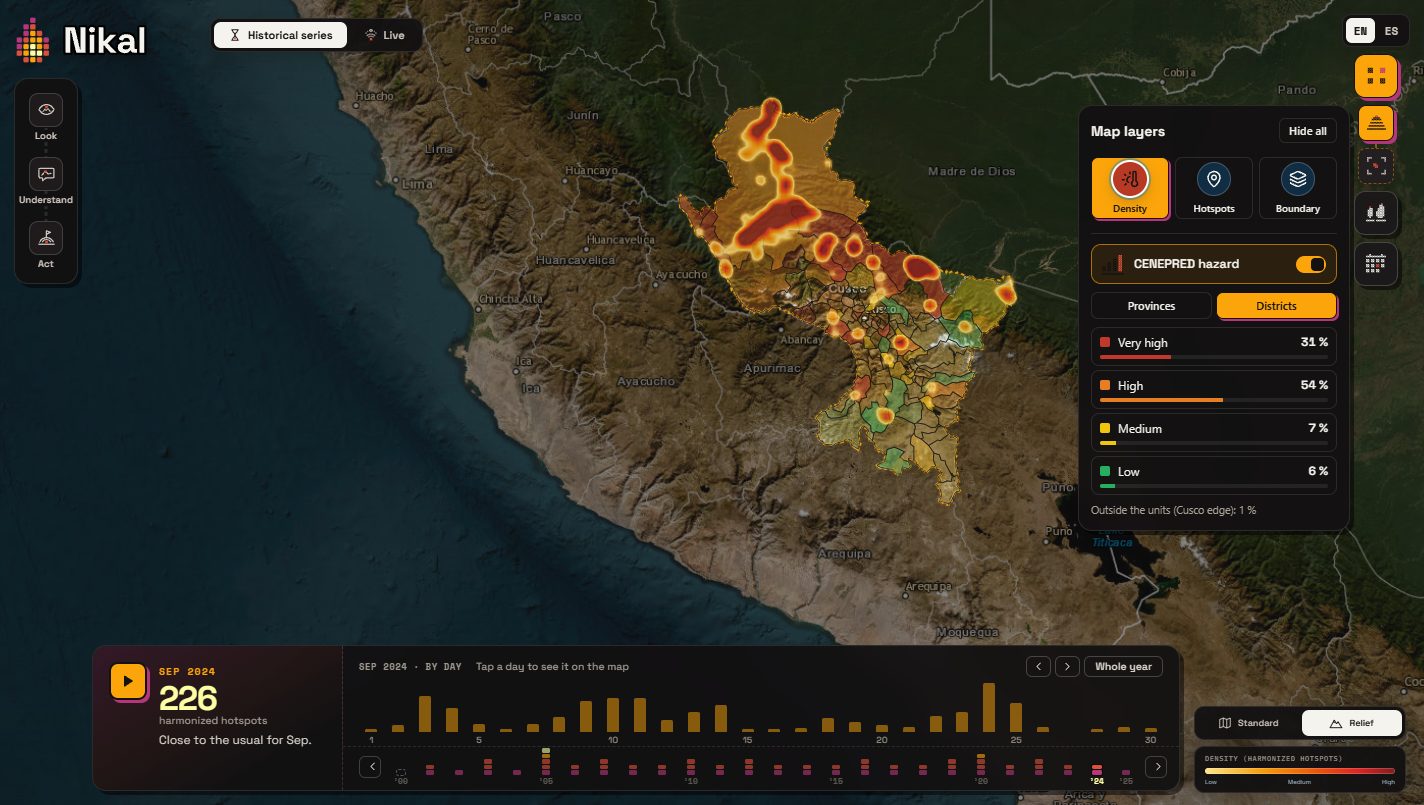 Nikal
Historical series
Live
EN
ES
Look
Understand
Act
Map layers
Hide all
Density
Hotspots
Boundary
CENEPRED hazard
Provinces
Districts
Very high
31 %
High
54 %
Medium
7 %
Low
6 %
Outside the units (Cusco edge): 1 %
Pasco
Cerro de
Pasco
Huacho
Junín
Lima
Lima
Huancayo
Huancavelica
Huancavelica
Ayacucho
Chincha Alta
Ica
Ica
Ayacucho
Abancay
Apurimac
Cusco
Madre de Dios
Cobija
Pando
Puno
Puno
Titicaca
Arequipa
Arequipa
Moquegua
SEP 2024
226
harmonized hotspots
Close to the usual for Sep.
SEP 2024 · BY DAY
Tap a day to see it on the map
Whole year
1
5
10
15
20
25
30
'00
'05
'10
'15
'20
'24
'25
Standard
Relief
DENSITY (HARMONIZED HOTSPOTS)
Low
Medium
High